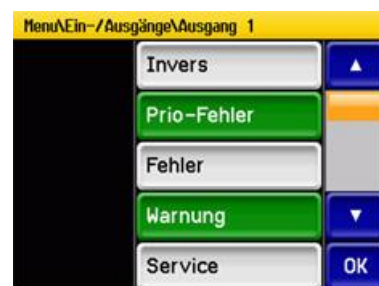 Menu\Ein-/Ausgänge\Ausgang 1
Invers
Prio-Fehler
Fehler
Warnung
Service
OK